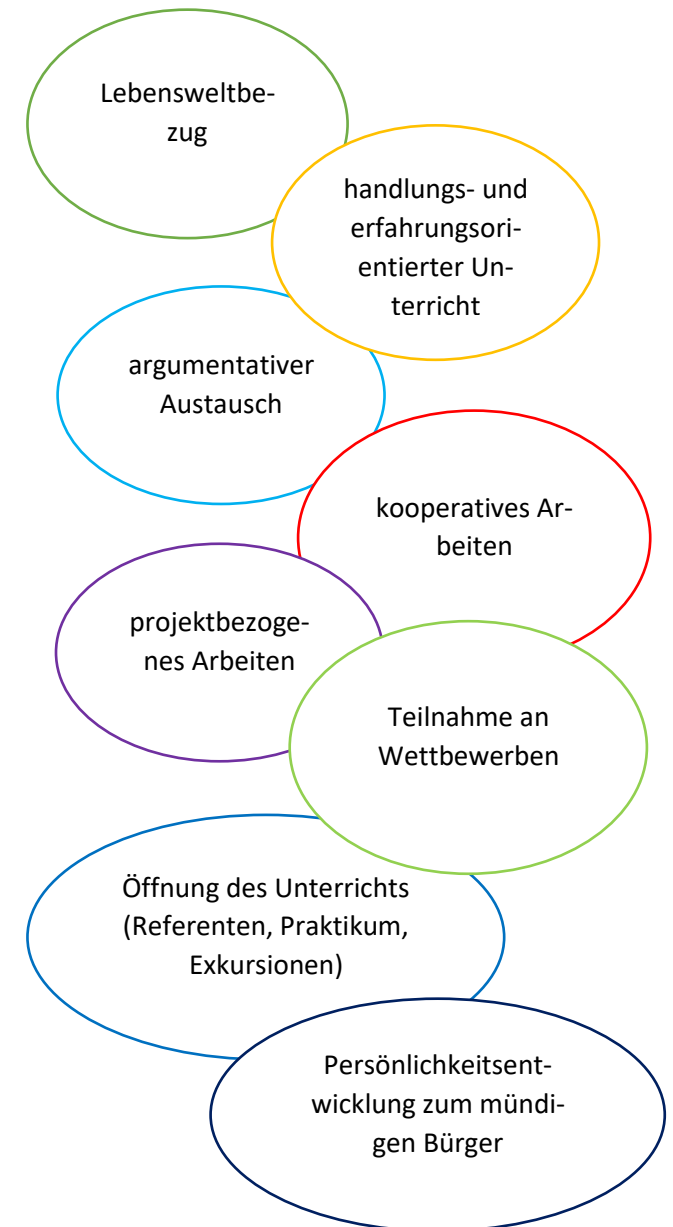 Lebensweltbe-
zug
handlungs- und
erfahrungsori-
entierter Un-
terricht
argumentativer
Austausch
kooperatives Ar-
beiten
projektbezoge-
nes Arbeiten
Teilnahme an
Wettbewerben
Öffnung des Unterrichts
(Referenten, Praktikum,
Exkursionen)
Persönlichkeitsent-
wicklung zum mündi-
gen Bürger